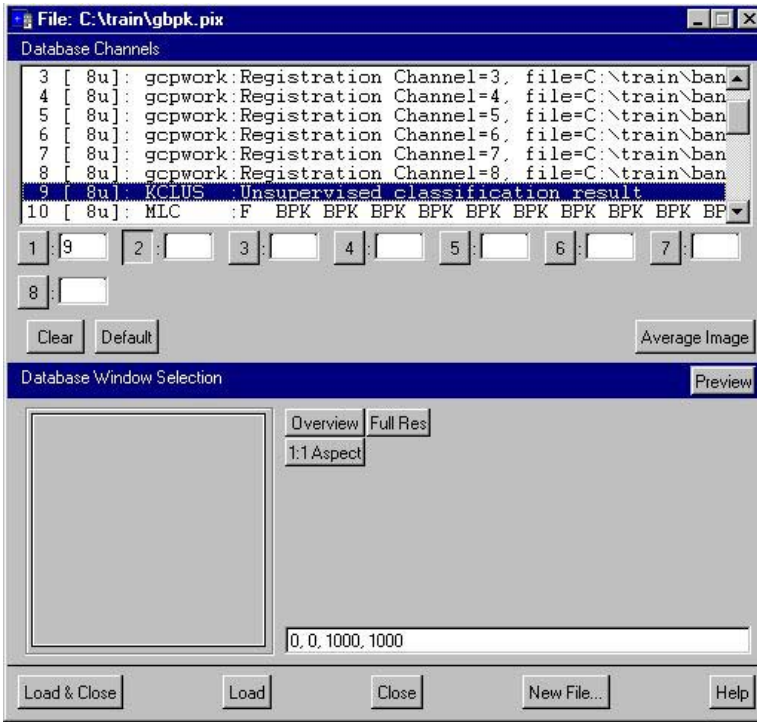 File: C:\train\gbpk.pix
Database Channels
3 [ 8u]: gcpwork:Registration Channel=3, file=C:\train\ban
4 [ 8u]: gcpwork:Registration Channel=4, file=C:\train\ban
5 [ 8u]: gcpwork:Registration Channel=5, file=C:\train\ban
6 [ 8u]: gcpwork:Registration Channel=6, file=C:\train\ban
7 [ 8u]: gcpwork:Registration Channel=7, file=C:\train\ban
8 [ 8u]: gcpwork:Registration Channel=8, file=C:\train\ban
9 [ 8u]: KCLUS :Unsupervised classification result
10 [ 8u]: MLC :F BPK BPK BPK BPK BPK BPK BPK BPK BPK BP
1 :9 2 : 3 : 4 : 5 : 6 : 7 :
8 :
Clear Default Average Image
Database Window Selection Preview
Overview Full Res
1:1 Aspect
0, 0, 1000, 1000
Load & Close Load Close New File... Help